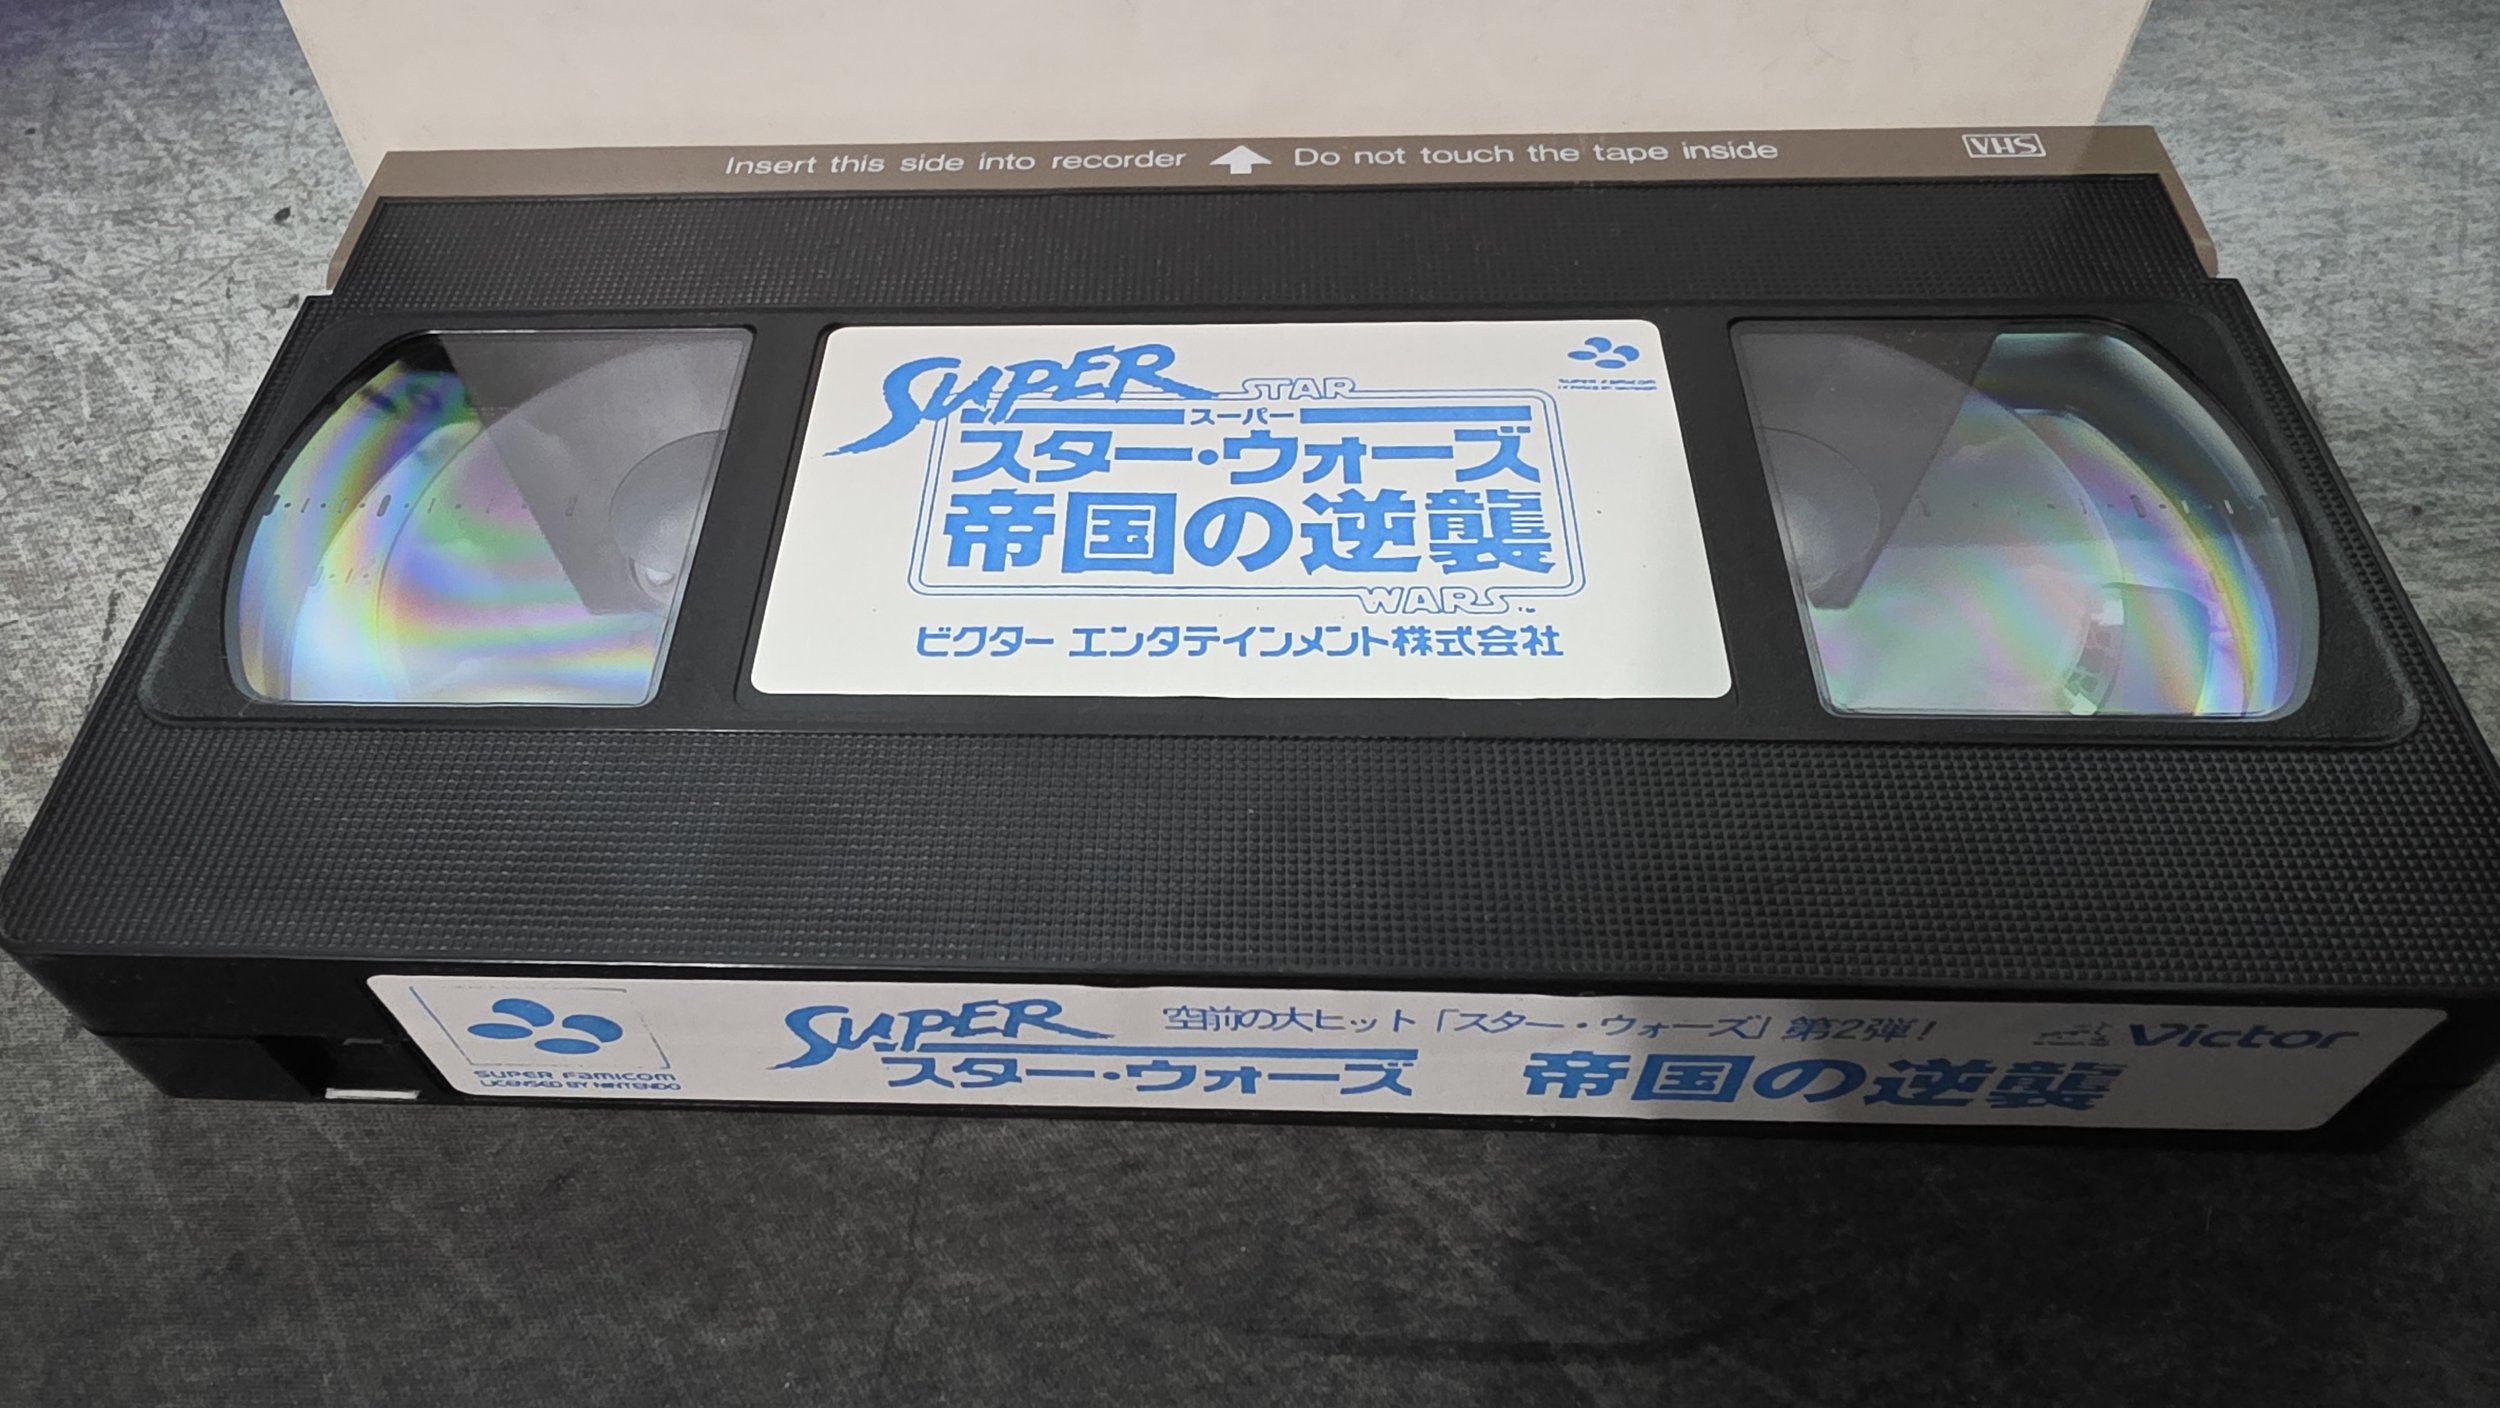 Insert this side into recorder Do not touch the tape inside
VHS
SUPER STAR
スーパー
スター・ウォーズ
帝国の逆襲
WARS™
ビクター エンタテインメント株式会社
SUPER FAMICOM
LICENSED BY NINTENDO
SUPER
スター・ウォーズ
空前の大ヒット「スター・ウォーズ」第2弾!
帝国の逆襲
Victor